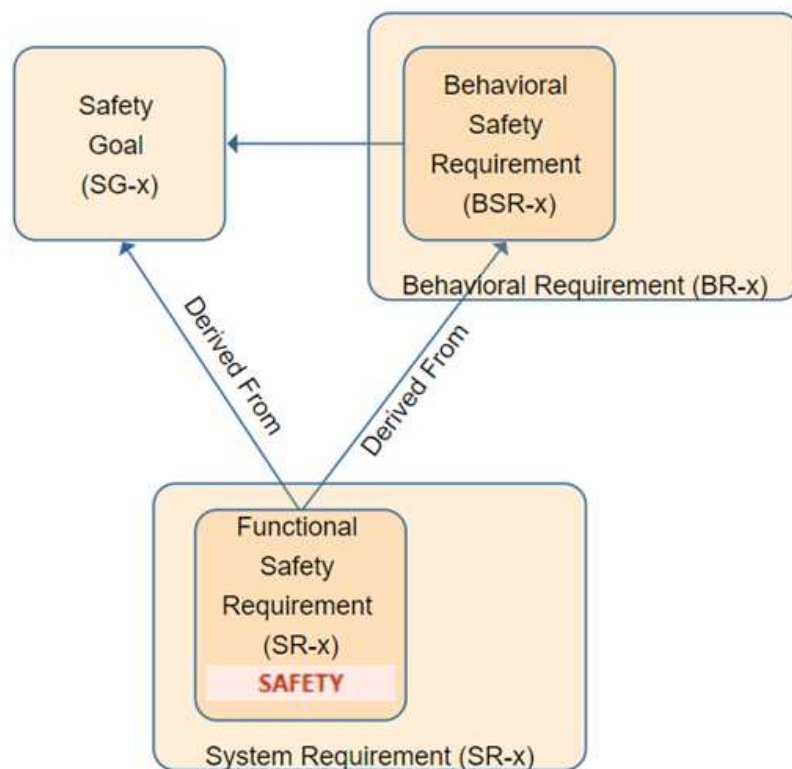 Safety
Goal
(SG-x)
Behavioral
Safety
Requirement
(BSR-x)
Behavioral Requirement (BR-x)
Derived From
Derived From
Functional
Safety
Requirement
(SR-x)
SAFETY
System Requirement (SR-x)